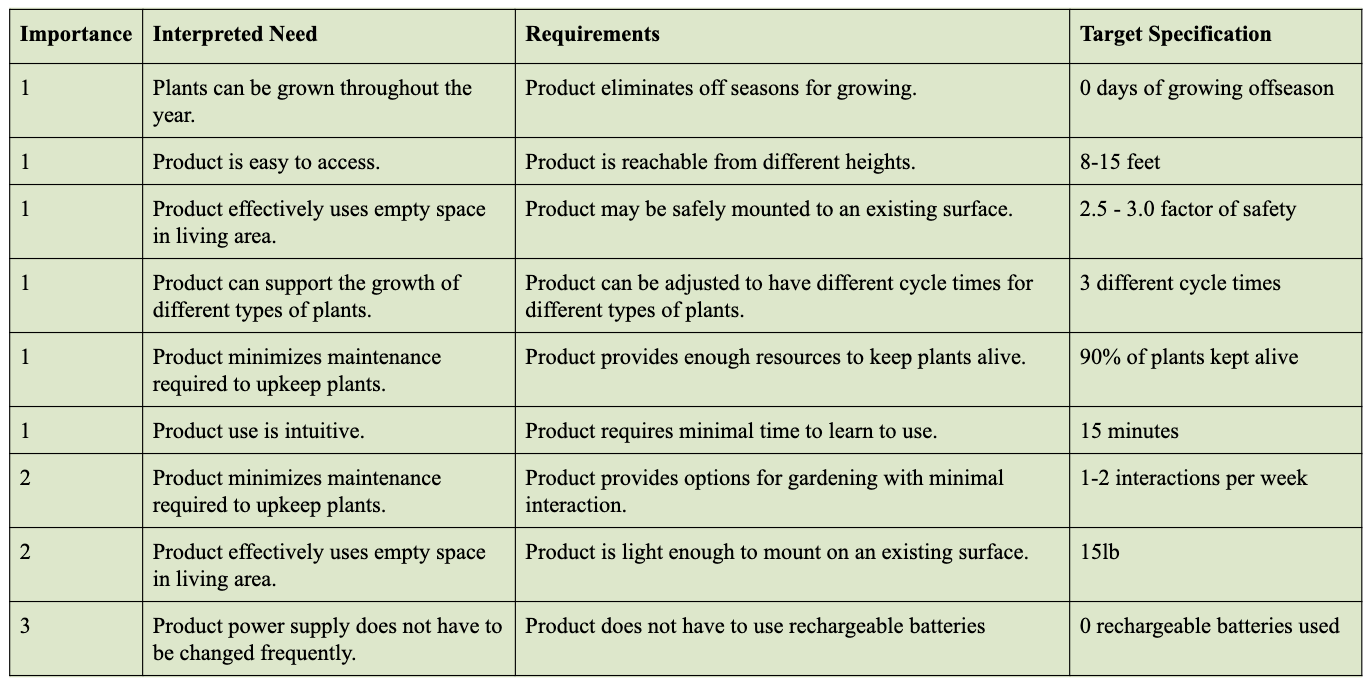 Importance Interpreted Need Requirements Target Specification
1 Plants can be grown throughout the Product eliminates off seasons for growing. 0 days of growing offseason
year.
1 Product is easy to access. Product is reachable from different heights. 8-15 feet
1 Product effectively uses empty space Product may be safely mounted to an existing surface. 2.5 - 3.0 factor of safety
in living area.
1 Product can support the growth of Product can be adjusted to have different cycle times for 3 different cycle times
different types of plants. different types of plants.
1 Product minimizes maintenance Product provides enough resources to keep plants alive. 90% of plants kept alive
required to upkeep plants.
1 Product use is intuitive. Product requires minimal time to learn to use. 15 minutes
2 Product minimizes maintenance Product provides options for gardening with minimal 1-2 interactions per week
required to upkeep plants. interaction.
2 Product effectively uses empty space Product is light enough to mount on an existing surface. 15lb
in living area.
3 Product power supply does not have to Product does not have to use rechargeable batteries 0 rechargeable batteries used
be changed frequently.